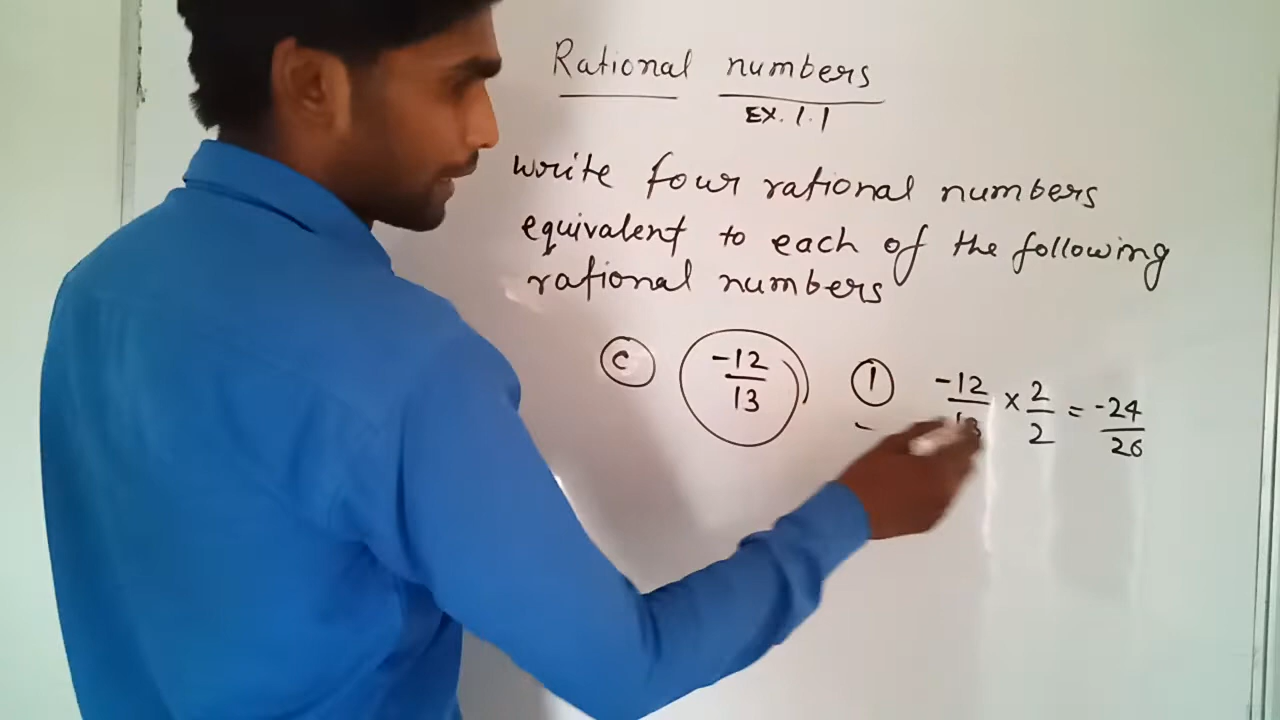 Rational numbers
EX. 1.1
write four rational numbers
equivalent to each of the following
rational numbers
C -12/13 1 -12/13 × 2/2 = -24/26